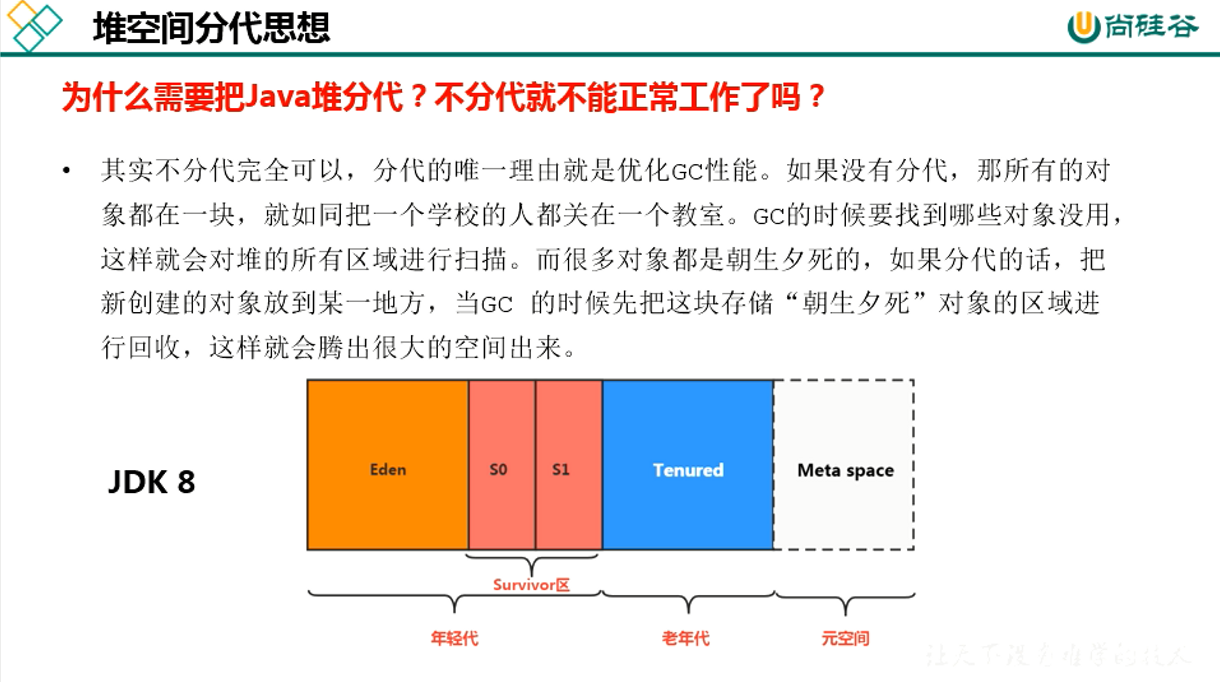 堆空间分代思想
尚硅谷
为什么需要把Java堆分代？不分代就不能正常工作了吗？
• 其实不分代完全可以，分代的唯一理由就是优化GC性能。如果没有分代，那所有的对
象都在一块，就如同把一个学校的人都关在一个教室。GC的时候要找到哪些对象没用，
这样就会对堆的所有区域进行扫描。而很多对象都是朝生夕死的，如果分代的话，把
新创建的对象放到某一地方，当GC 的时候先把这块存储“朝生夕死”对象的区域进
行回收，这样就会腾出很大的空间出来。
JDK 8
Eden
S0
S1
Tenured
Meta space
Survivor区
年轻代
老年代
元空间
让天下没有难学的技术